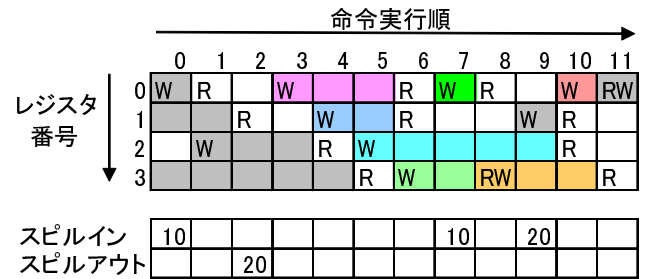 命令実行順
0 1 2 3 4 5 6 7 8 9 10 11
レジスタ
番号
0 W R W R W R W RW
1 R W R W R
2 W R W R
3 R W RW R
スピルイン 10 10 20
スピルアウト 20